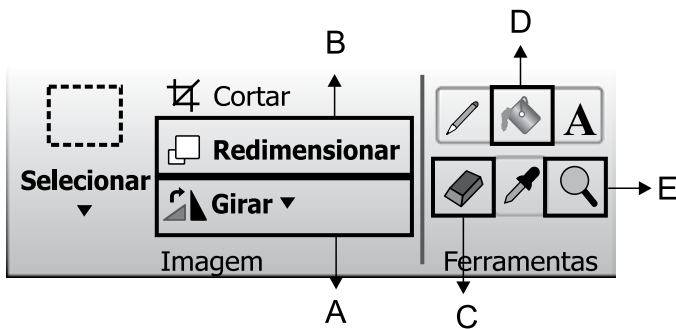 D
B
Cortar
Redimensionar
A
Selecionar
Girar
E
Imagem
Ferramentas
A
C